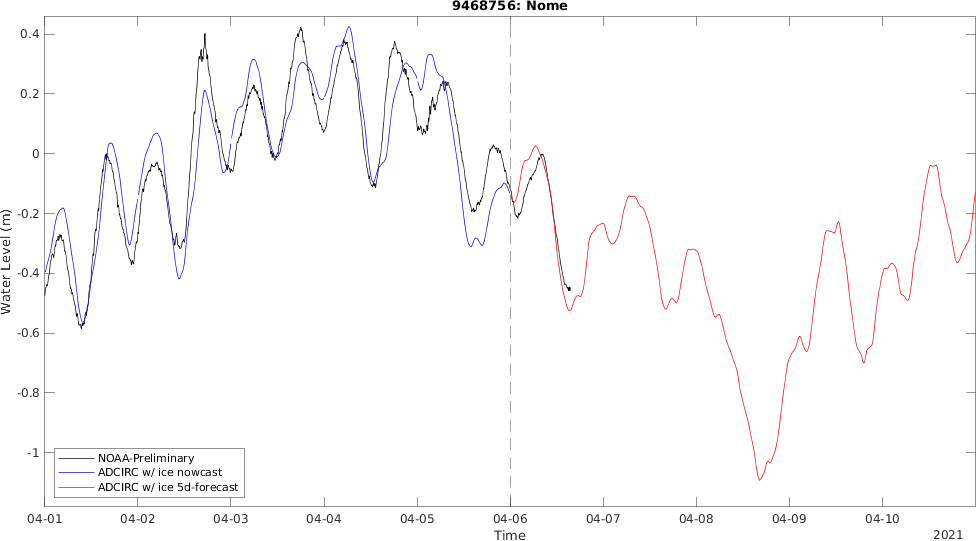 9468756: Nome
0.4
0.2
0
-0.2
-0.4
-0.6
-0.8
-1
Water Level (m)
NOAA-Preliminary
ADCIRC w/ ice nowcast
ADCIRC w/ ice 5d-forecast
04-01 04-02 04-03 04-04 04-05 04-06 04-07 04-08 04-09 04-10
Time
2021